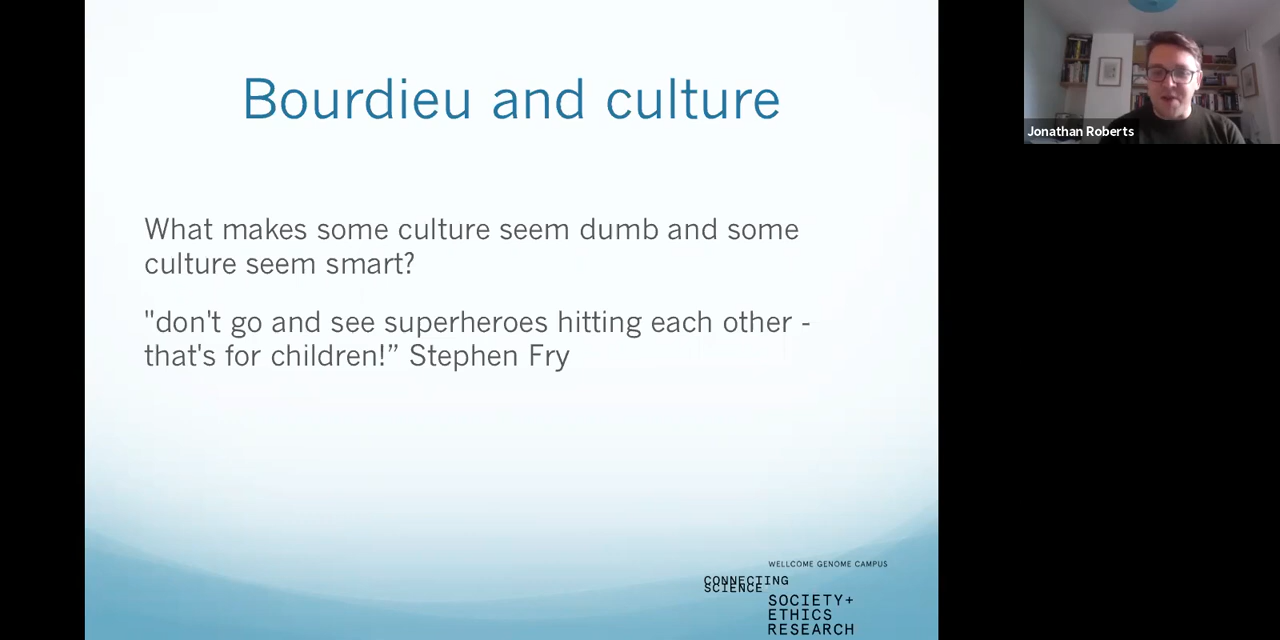 Bourdieu and culture
What makes some culture seem dumb and some
culture seem smart?
"don't go and see superheroes hitting each other -
that's for children!” Stephen Fry
WELLCOME GENOME CAMPUS
CONNECTING
SCIENCE
SOCIETY+
ETHICS
RESEARCH
Jonathan Roberts